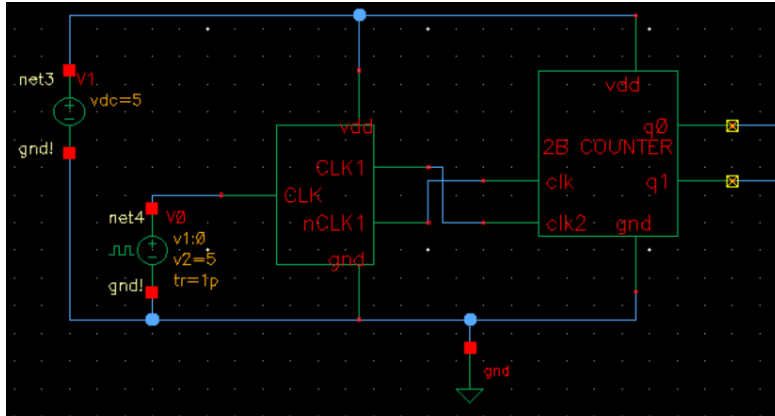 net3
V1
vdc=5
gnd!
net4
V0
v1:0
v2=5
tr=1p
gnd!
vdd
CLK1
CLK
nCLK1
gnd
vdd
q0
2B COUNTER
clk
q1
clk2
gnd
gnd